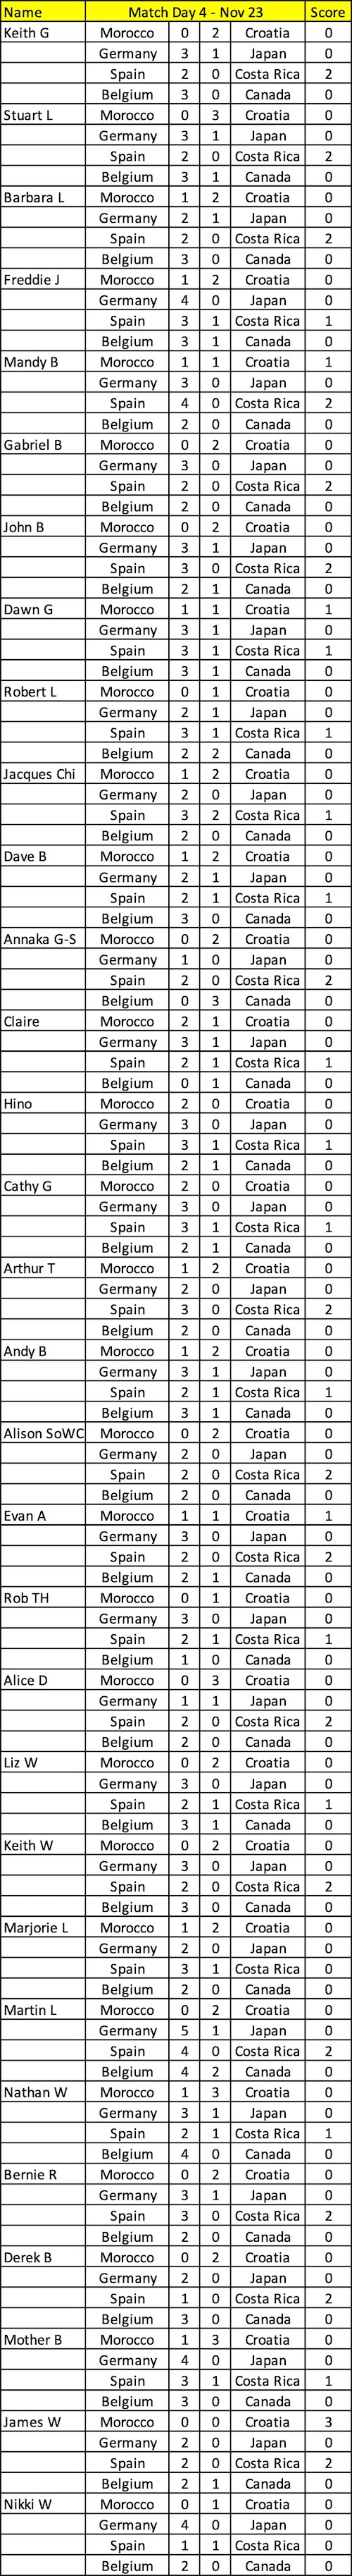 Name Match Day 4 - Nov 23 Score
Keith G Morocco 0 2 Croatia 0
Germany 3 1 Japan 0
Spain 2 0 Costa Rica 2
Belgium 3 0 Canada 0
Stuart L Morocco 0 3 Croatia 0
Germany 3 1 Japan 0
Spain 2 0 Costa Rica 2
Belgium 3 1 Canada 0
Barbara L Morocco 1 2 Croatia 0
Germany 2 1 Japan 0
Spain 2 0 Costa Rica 2
Belgium 3 0 Canada 0
Freddie J Morocco 1 2 Croatia 0
Germany 4 0 Japan 0
Spain 3 1 Costa Rica 1
Belgium 3 1 Canada 0
Mandy B Morocco 1 1 Croatia 1
Germany 3 0 Japan 0
Spain 4 0 Costa Rica 2
Belgium 2 0 Canada 0
Gabriel B Morocco 0 2 Croatia 0
Germany 3 0 Japan 0
Spain 2 0 Costa Rica 2
Belgium 2 0 Canada 0
John B Morocco 0 2 Croatia 0
Germany 3 1 Japan 0
Spain 3 0 Costa Rica 2
Belgium 2 1 Canada 0
Dawn G Morocco 1 1 Croatia 1
Germany 3 1 Japan 0
Spain 3 1 Costa Rica 1
Belgium 3 1 Canada 0
Robert L Morocco 0 1 Croatia 0
Germany 2 1 Japan 0
Spain 3 1 Costa Rica 1
Belgium 2 2 Canada 0
Jacques Chi Morocco 1 2 Croatia 0
Germany 2 0 Japan 0
Spain 3 2 Costa Rica 1
Belgium 2 0 Canada 0
Dave B Morocco 1 2 Croatia 0
Germany 2 1 Japan 0
Spain 2 1 Costa Rica 1
Belgium 3 0 Canada 0
Annaka G-S Morocco 0 2 Croatia 0
Germany 1 0 Japan 0
Spain 2 0 Costa Rica 2
Belgium 0 3 Canada 0
Claire Morocco 2 1 Croatia 0
Germany 3 1 Japan 0
Spain 2 1 Costa Rica 1
Belgium 0 1 Canada 0
Hino Morocco 2 0 Croatia 0
Germany 3 0 Japan 0
Spain 3 1 Costa Rica 1
Belgium 2 1 Canada 0
Cathy G Morocco 2 0 Croatia 0
Germany 3 0 Japan 0
Spain 3 1 Costa Rica 1
Belgium 2 1 Canada 0
Arthur T Morocco 1 2 Croatia 0
Germany 2 0 Japan 0
Spain 3 0 Costa Rica 2
Belgium 2 0 Canada 0
Andy B Morocco 1 2 Croatia 0
Germany 3 1 Japan 0
Spain 2 1 Costa Rica 1
Belgium 3 1 Canada 0
Alison SoWC Morocco 0 2 Croatia 0
Germany 2 0 Japan 0
Spain 2 0 Costa Rica 2
Belgium 2 0 Canada 0
Evan A Morocco 1 1 Croatia 1
Germany 3 0 Japan 0
Spain 2 0 Costa Rica 2
Belgium 2 1 Canada 0
Rob TH Morocco 0 1 Croatia 0
Germany 3 0 Japan 0
Spain 2 1 Costa Rica 1
Belgium 1 0 Canada 0
Alice D Morocco 0 3 Croatia 0
Germany 1 1 Japan 0
Spain 2 0 Costa Rica 2
Belgium 2 0 Canada 0
Liz W Morocco 0 2 Croatia 0
Germany 3 0 Japan 0
Spain 2 1 Costa Rica 1
Belgium 3 1 Canada 0
Keith W Morocco 0 2 Croatia 0
Germany 3 0 Japan 0
Spain 2 0 Costa Rica 2
Belgium 3 0 Canada 0
Marjorie L Morocco 1 2 Croatia 0
Germany 2 0 Japan 0
Spain 3 1 Costa Rica 0
Belgium 2 0 Canada 0
Martin L Morocco 0 2 Croatia 0
Germany 5 1 Japan 0
Spain 4 0 Costa Rica 2
Belgium 4 2 Canada 0
Nathan W Morocco 1 3 Croatia 0
Germany 3 1 Japan 0
Spain 2 1 Costa Rica 1
Belgium 4 0 Canada 0
Bernie R Morocco 0 2 Croatia 0
Germany 3 1 Japan 0
Spain 3 0 Costa Rica 2
Belgium 2 0 Canada 0
Derek B Morocco 0 2 Croatia 0
Germany 2 0 Japan 0
Spain 1 0 Costa Rica 2
Belgium 3 0 Canada 0
Mother B Morocco 1 3 Croatia 0
Germany 4 0 Japan 0
Spain 3 1 Costa Rica 1
Belgium 3 0 Canada 0
James W Morocco 0 0 Croatia 3
Germany 2 0 Japan 0
Spain 2 0 Costa Rica 2
Belgium 2 1 Canada 0
Nikki W Morocco 0 1 Croatia 0
Germany 4 0 Japan 0
Spain 1 1 Costa Rica 0
Belgium 2 0 Canada 0